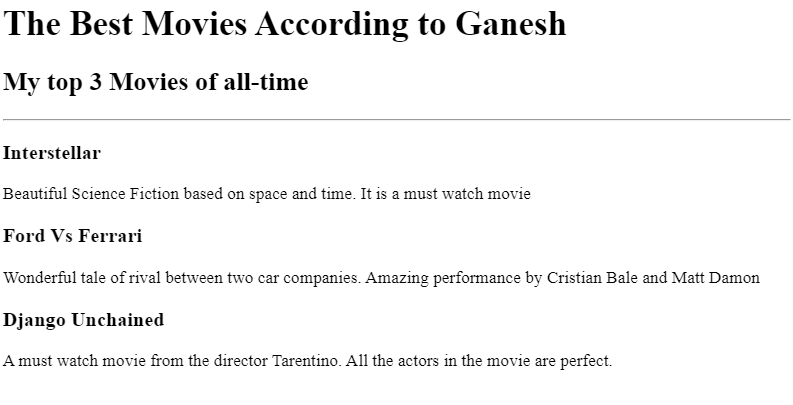 The Best Movies According to Ganesh
My top 3 Movies of all-time
Interstellar
Beautiful Science Fiction based on space and time. It is a must watch movie
Ford Vs Ferrari
Wonderful tale of rival between two car companies. Amazing performance by Cristian Bale and Matt Damon
Django Unchained
A must watch movie from the director Tarentino. All the actors in the movie are perfect.